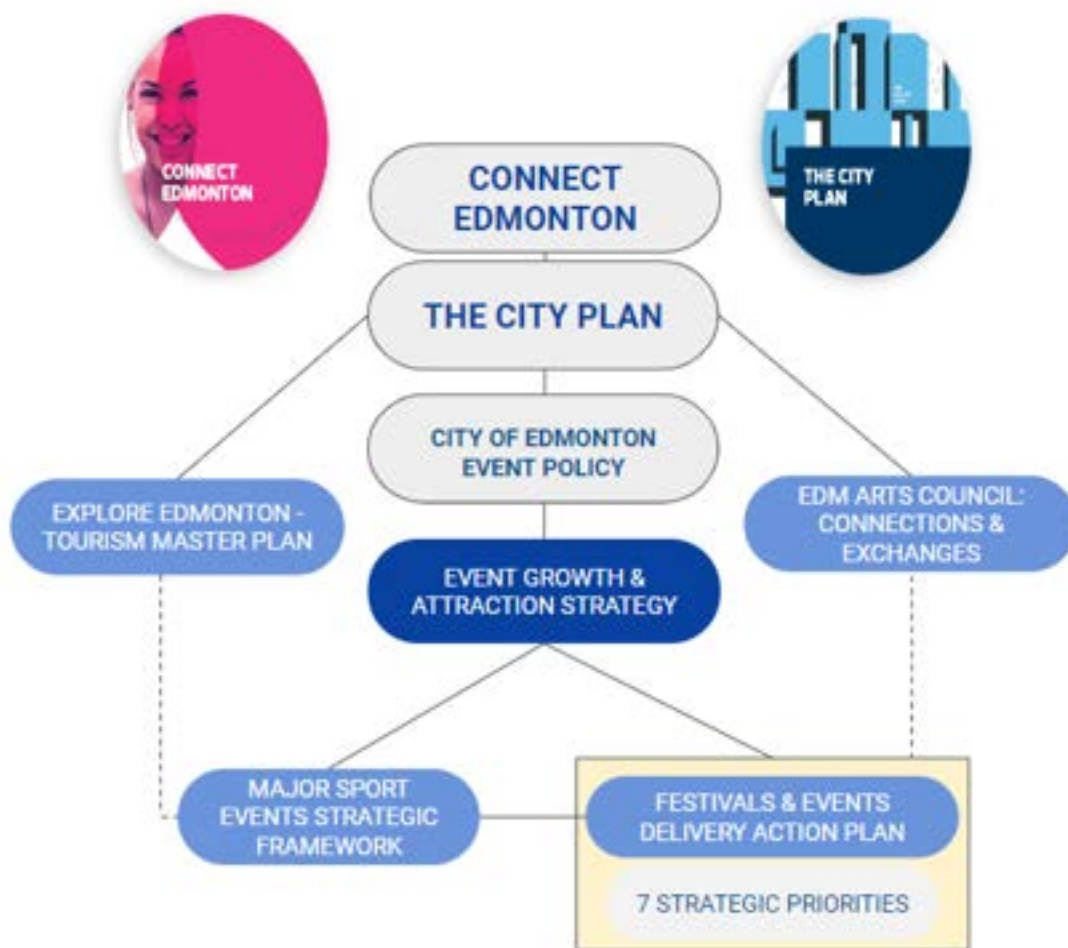 CONNECT
EDMONTON
THE CITY
PLAN
CONNECT
EDMONTON
THE CITY PLAN
CITY OF EDMONTON
EVENT POLICY
EXPLORE EDMONTON -
TOURISM MASTER PLAN
EDM ARTS COUNCIL:
CONNECTIONS &
EXCHANGES
EVENT GROWTH &
ATTRACTION STRATEGY
MAJOR SPORT
EVENTS STRATEGIC
FRAMEWORK
FESTIVALS & EVENTS
DELIVERY ACTION PLAN
7 STRATEGIC PRIORITIES